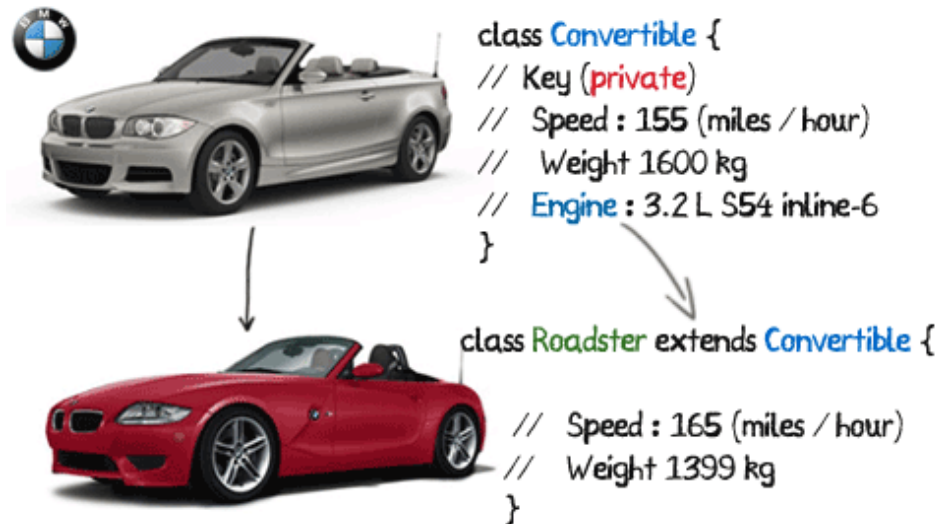 BMW
class Convertible {
// Key (private)
// Speed : 155 (miles / hour)
// Weight 1600 kg
// Engine : 3.2 L S54 inline-6
}
class Roadster extends Convertible {
// Speed : 165 (miles / hour)
// Weight 1399 kg
}